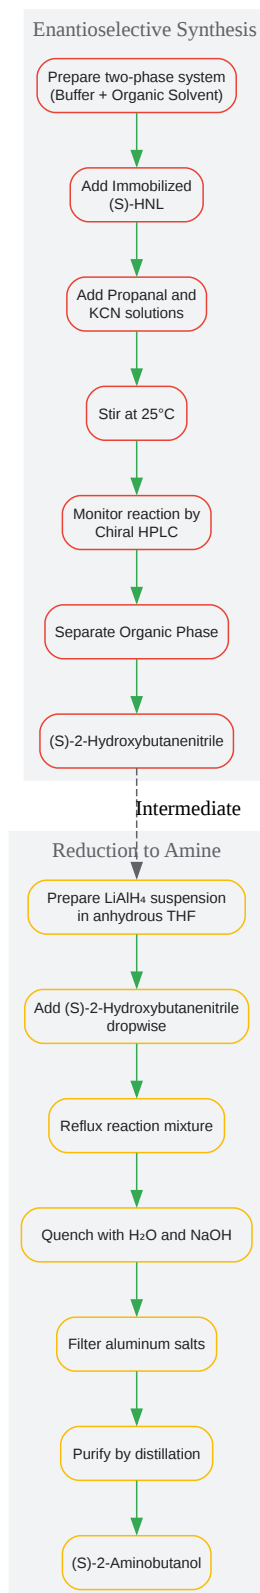 Enantioselective Synthesis
Prepare two-phase system
(Buffer + Organic Solvent)
Add Immobilized
(S)-HNL
Add Propanal and
KCN solutions
Stir at 25°C
Monitor reaction by
Chiral HPLC
Separate Organic Phase
(S)-2-Hydroxybutanenitrile
Intermediate
Reduction to Amine
Prepare LiAlH₄ suspension
in anhydrous THF
Add (S)-2-Hydroxybutanenitrile
dropwise
Reflux reaction mixture
Quench with H₂O and NaOH
Filter aluminum salts
Purify by distillation
(S)-2-Aminobutanol